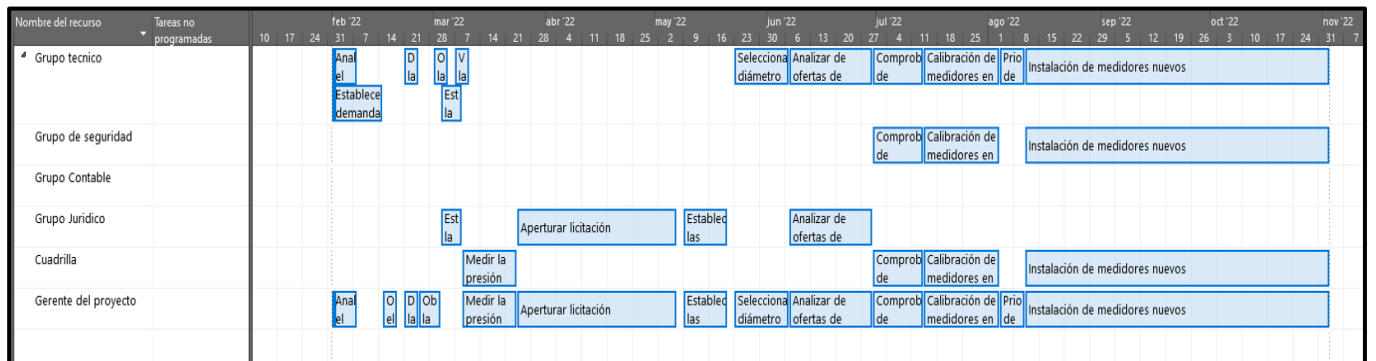 Nombre del recurso Tareas no programadas feb '22 mar '22 abr '22 may '22 jun '22 jul '22 ago '22 sep '22 oct '22 nov '22
10 17 24 31 7 14 21 28 7 14 21 28 4 11 18 25 2 9 16 23 30 6 13 20 27 4 11 18 25 1 8 15 22 29 5 12 19 26 3 10 17 24 31 7
Grupo tecnico
Anal el
D la
O la
V la
Selecciona diámetro
Analizar de ofertas de
Comprob de
Calibración de medidores en
Prio de
Instalación de medidores nuevos
Establece demanda
Est la
Grupo de seguridad
Comprob de
Calibración de medidores en
Instalación de medidores nuevos
Grupo Contable
Grupo Juridico
Est la
Aperturar licitación
Establec las
Analizar de ofertas de
Cuadrilla
Medir la presión
Comprob de
Calibración de medidores en
Instalación de medidores nuevos
Gerente del proyecto
Anal el
O el
D la
Ob la
Medir la presión
Aperturar licitación
Establec las
Selecciona diámetro
Analizar de ofertas de
Comprob de
Calibración de medidores en
Prio de
Instalación de medidores nuevos